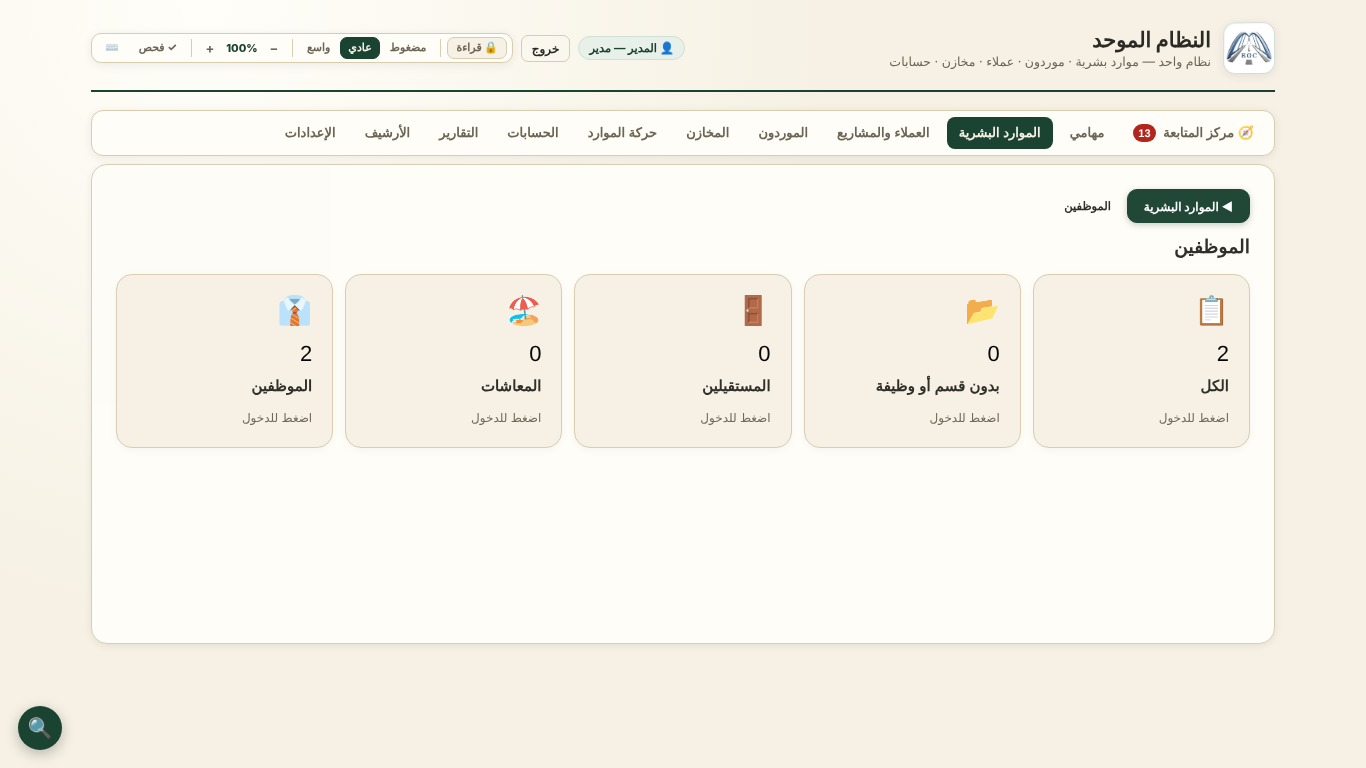 النظام الموحد
نظام واحد — موارد بشرية · موردون · عملاء · مخازن · حسابات
ROC
👤 المدير — مدير
خروج
🔒 قراءة
مضغوط
عادي
واسع
− 100% +
✓ فحص
🧭 مركز المتابعة 13
مهامي
الموارد البشرية
العملاء والمشاريع
الموردون
المخازن
حركة الموارد
الحسابات
التقارير
الأرشيف
الإعدادات
◀ الموارد البشرية
الموظفين
الموظفين
2
الكل
اضغط للدخول
0
بدون قسم أو وظيفة
اضغط للدخول
0
المستقيلين
اضغط للدخول
0
المعاشات
اضغط للدخول
2
الموظفين
اضغط للدخول